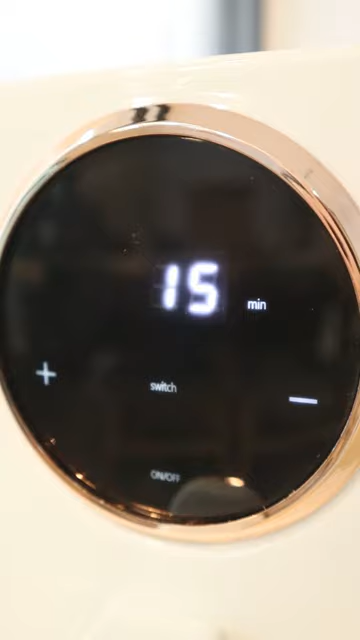 15 min
+
switch
−
ON/OFF